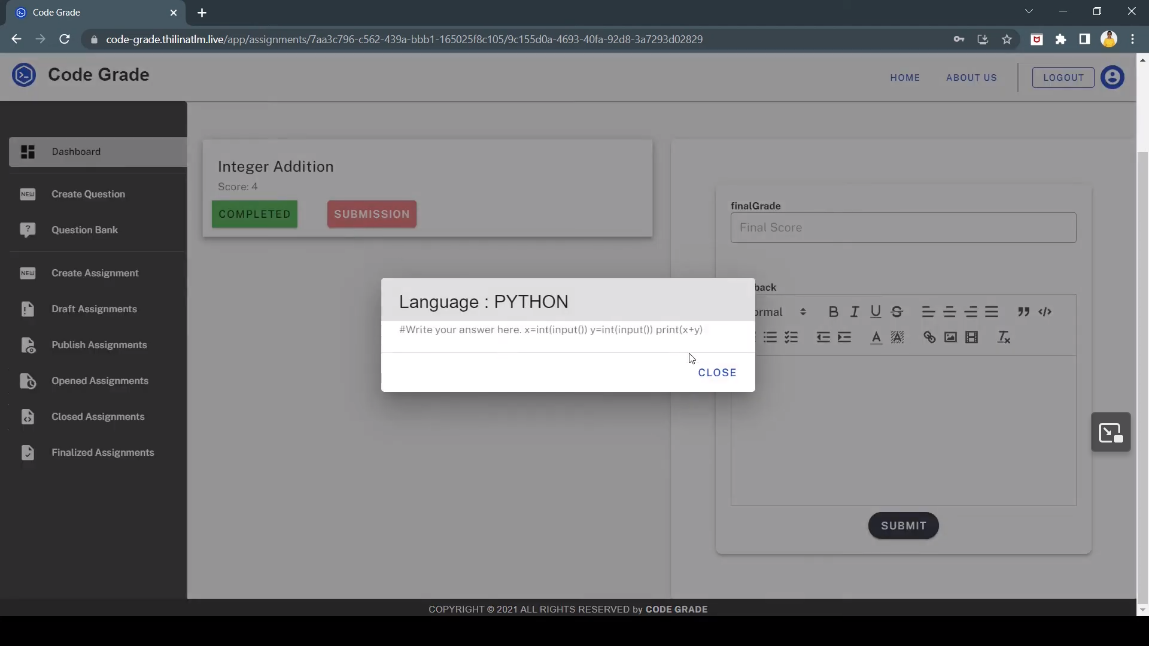 Code Grade
code-grade.thilinatlm.live/app/assignments/7aa3c796-c562-439a-bbb1-165025f8c105/9c155d0a-4693-40fa-92d8-3a7293d02829
Code Grade
HOME
ABOUT US
LOGOUT
Dashboard
NEW Create Question
Question Bank
NEW Create Assignment
Draft Assignments
Publish Assignments
Opened Assignments
Closed Assignments
Finalized Assignments
Integer Addition
Score: 4
COMPLETED
SUBMISSION
Language : PYTHON
#Write your answer here. x=int(input()) y=int(input()) print(x+y)
CLOSE
finalGrade
Final Score
back
ormal
B I U S
SUBMIT
COPYRIGHT © 2021 ALL RIGHTS RESERVED by CODE GRADE